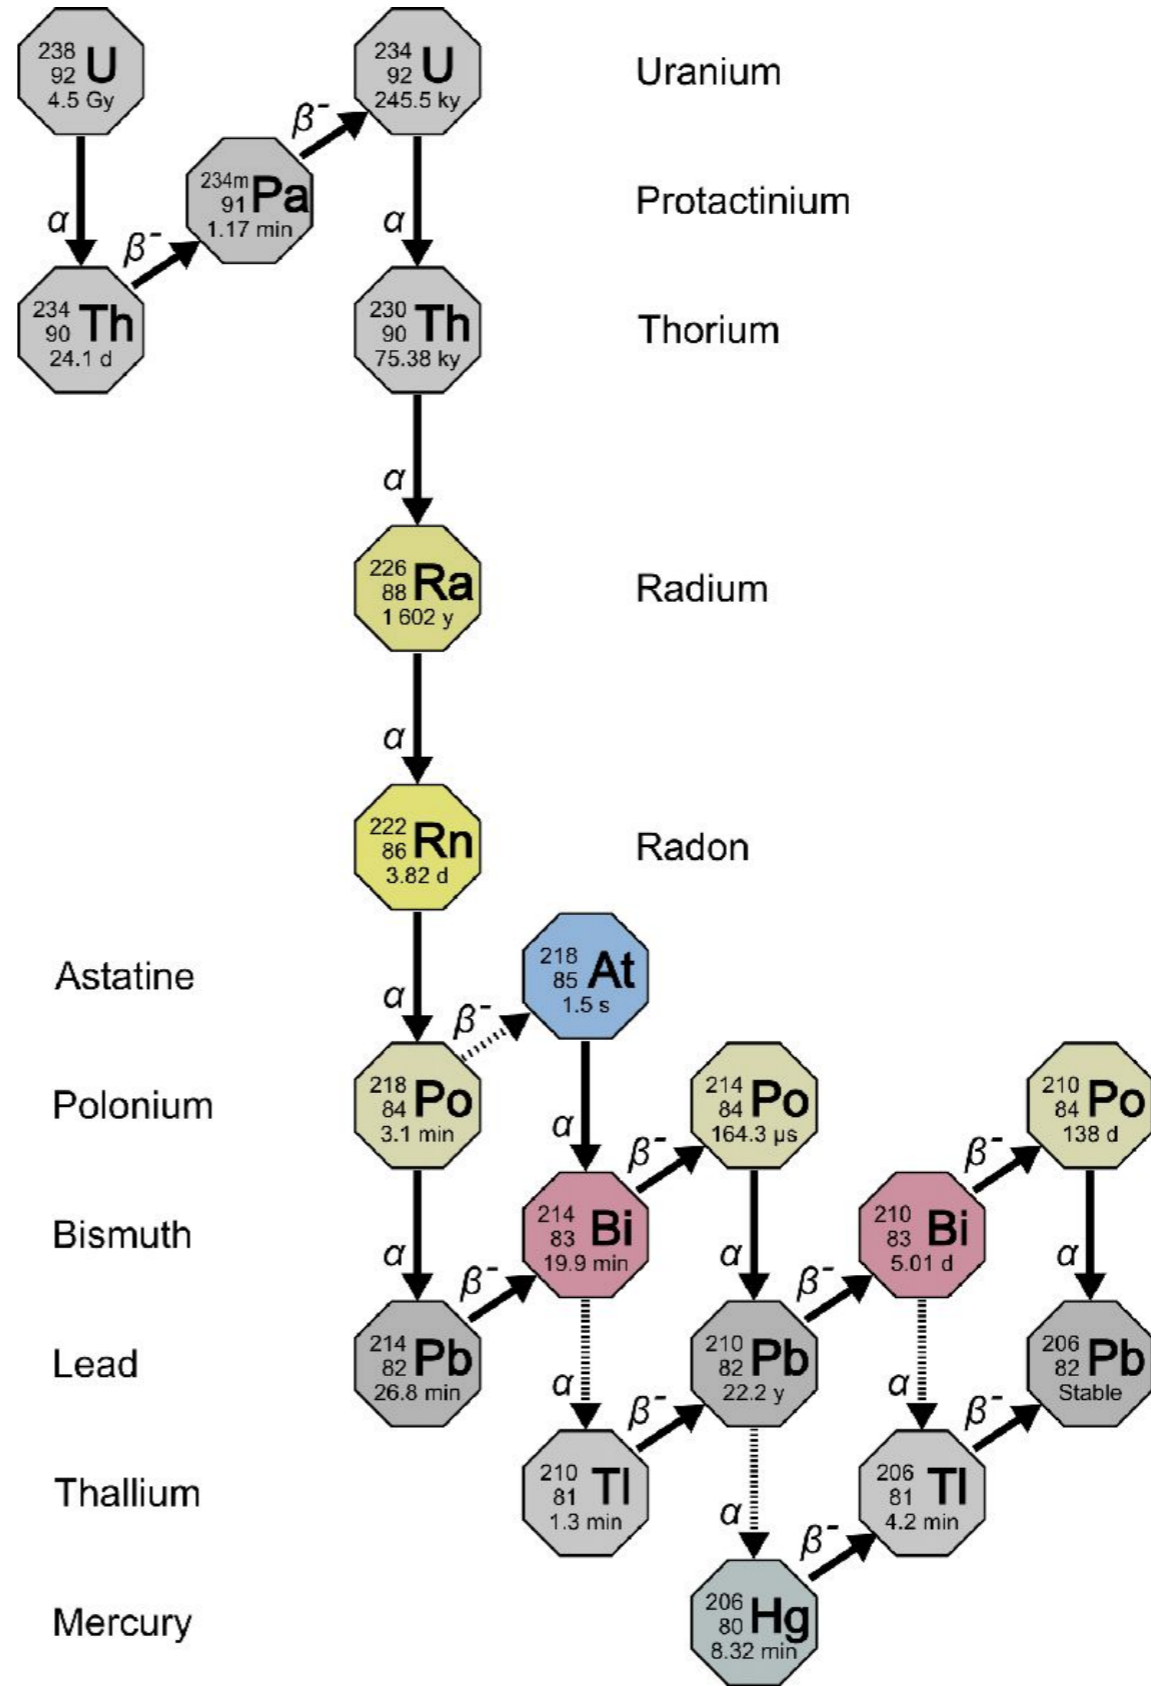 238
92 U
4.5 Gy
234
92 U
245.5 ky
Uranium
β⁻
234m
91 Pa
1.17 min
Protactinium
α
β⁻
α
234
90 Th
24.1 d
230
90 Th
75.38 ky
Thorium
α
226
88 Ra
1 602 y
Radium
α
222
86 Rn
3.82 d
Radon
Astatine
α
β⁻
218
85 At
1.5 s
Polonium
218
84 Po
3.1 min
α
β⁻
214
84 Po
164.3 µs
β⁻
210
84 Po
138 d
Bismuth
α
β⁻
214
83 Bi
19.9 min
α
β⁻
210
83 Bi
5.01 d
α
Lead
214
82 Pb
26.8 min
α
β⁻
210
82 Pb
22.2 y
α
β⁻
206
82 Pb
Stable
Thallium
210
81 Tl
1.3 min
α
β⁻
206
81 Tl
4.2 min
Mercury
206
80 Hg
8.32 min